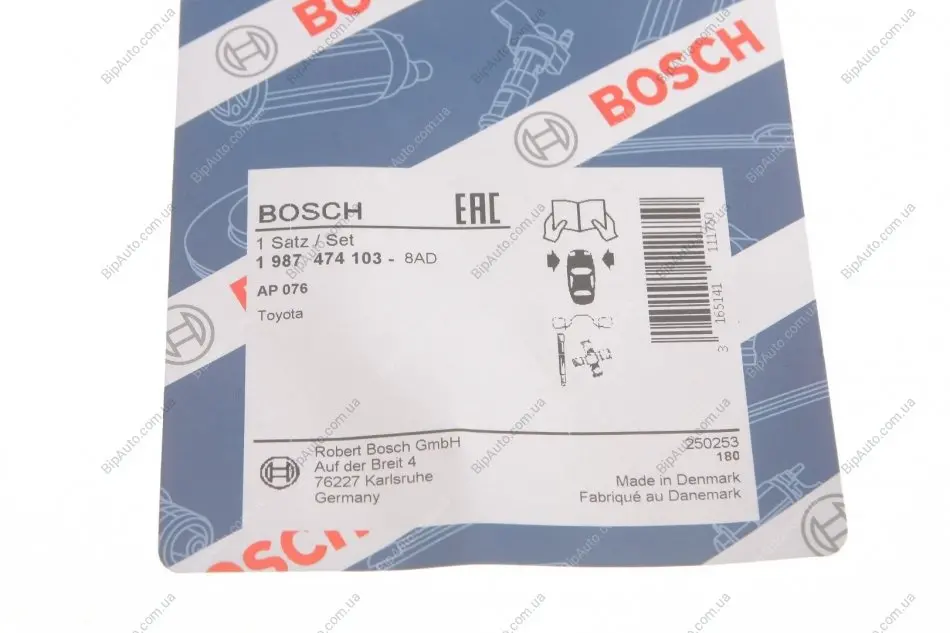 BOSCH
BOSCH
BOSCH EAC
1 Satz / Set
1 987 474 103 - 8AD
AP 076
Toyota
3 165141 111750
Robert Bosch GmbH
Auf der Breit 4
76227 Karlsruhe
Germany
250253
180
Made in Denmark
Fabriqué au Danemark
BOSCH
BipAuto.com.ua